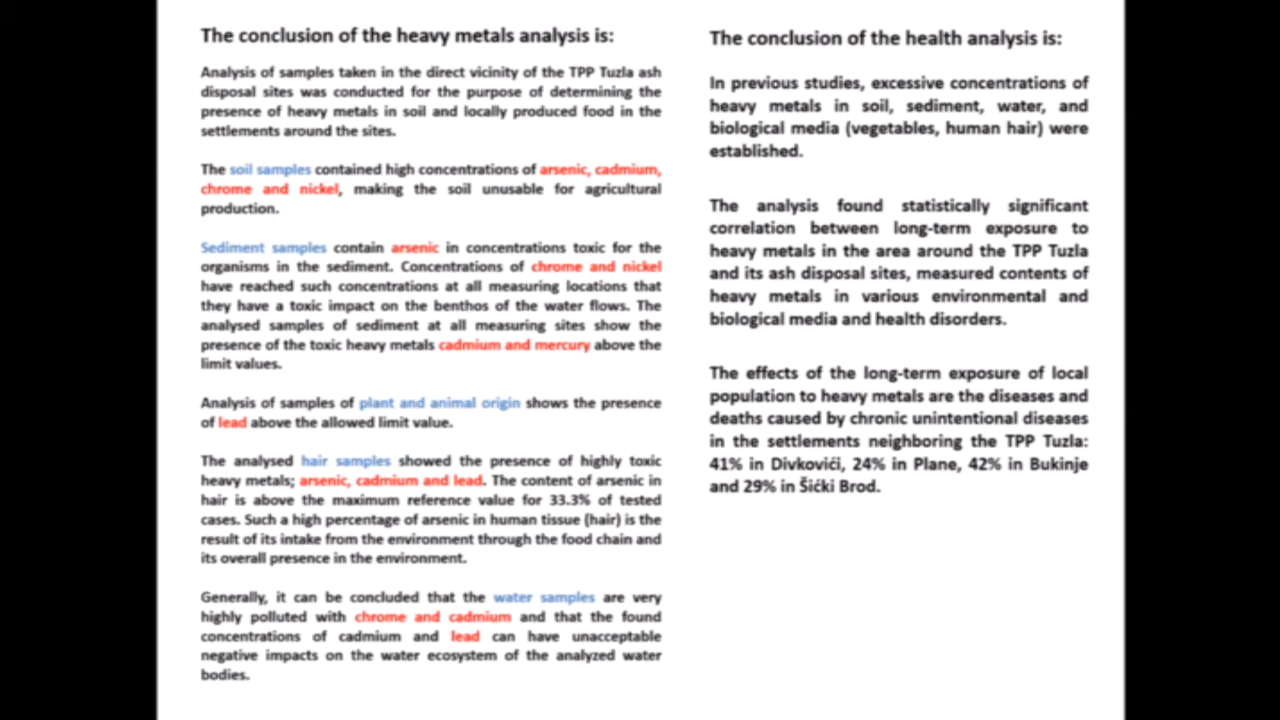 The conclusion of the heavy metals analysis is:
Analysis of samples taken in the direct vicinity of the TPP Tuzla ash
disposal sites was conducted for the purpose of determining the
presence of heavy metals in soil and locally produced food in the
settlements around the sites.
The soil samples contained high concentrations of arsenic, cadmium,
chrome and nickel, making the soil unusable for agricultural
production.
Sediment samples contain arsenic in concentrations toxic for the
organisms in the sediment. Concentrations of chrome and nickel
have reached such concentrations at all measuring locations that
they have a toxic impact on the benthos of the water flows. The
analysed samples of sediment at all measuring sites show the
presence of the toxic heavy metals cadmium and mercury above the
limit values.
Analysis of samples of plant and animal origin shows the presence
of lead above the allowed limit value.
The analysed hair samples showed the presence of highly toxic
heavy metals; arsenic, cadmium and lead. The content of arsenic in
hair is above the maximum reference value for 33.3% of tested
cases. Such a high percentage of arsenic in human tissue (hair) is the
result of its intake from the environment through the food chain and
its overall presence in the environment.
Generally, it can be concluded that the water samples are very
highly polluted with chrome and cadmium and that the found
concentrations of cadmium and lead can have unacceptable
negative impacts on the water ecosystem of the analyzed water
bodies.
The conclusion of the health analysis is:
In previous studies, excessive concentrations of
heavy metals in soil, sediment, water, and
biological media (vegetables, human hair) were
established.
The analysis found statistically significant
correlation between long-term exposure to
heavy metals in the area around the TPP Tuzla
and its ash disposal sites, measured contents of
heavy metals in various environmental and
biological media and health disorders.
The effects of the long-term exposure of local
population to heavy metals are the diseases and
deaths caused by chronic unintentional diseases
in the settlements neighboring the TPP Tuzla:
41% in Divkovići, 24% in Plane, 42% in Bukinje
and 29% in Šićki Brod.